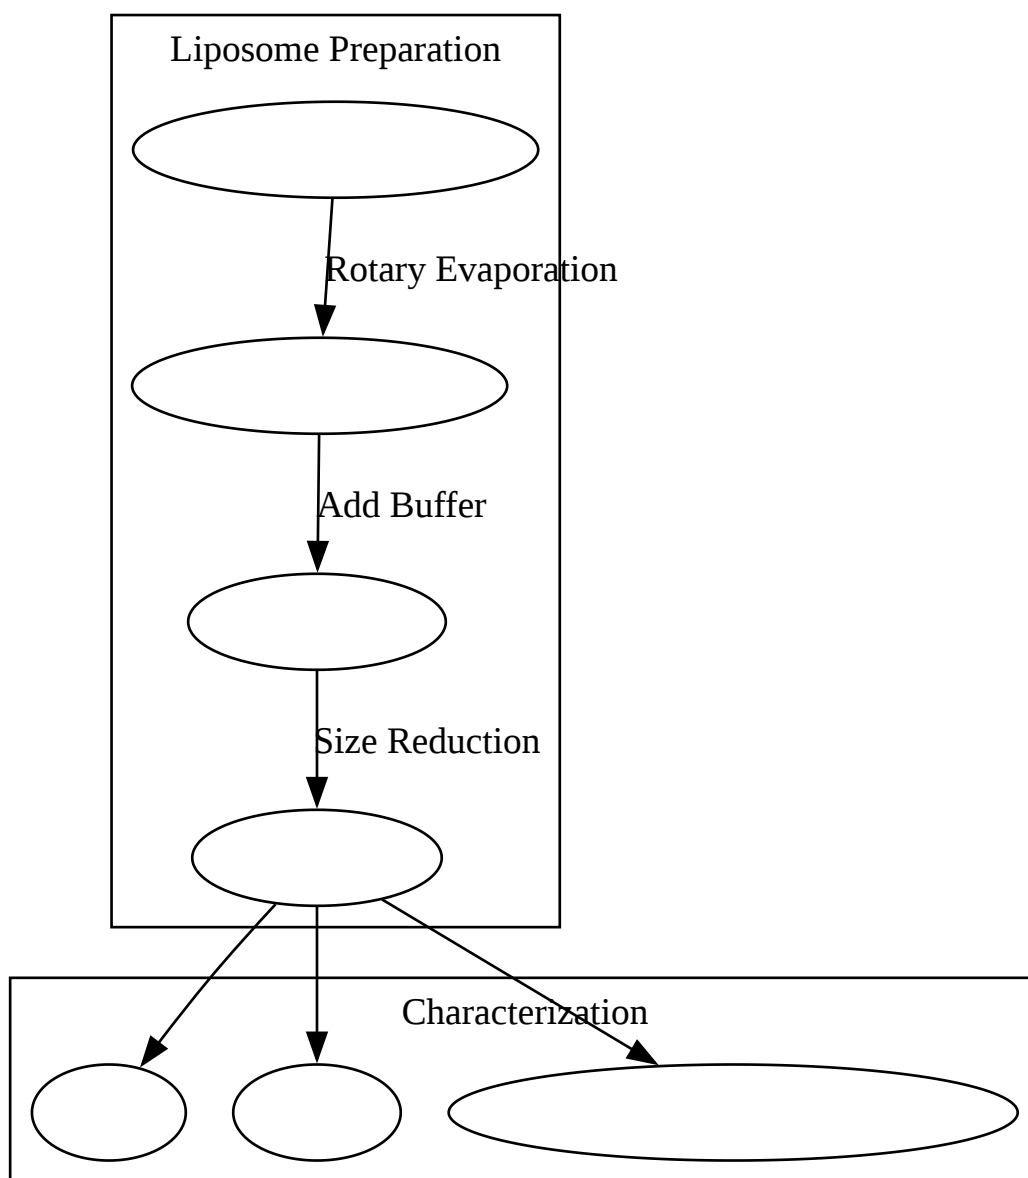 Liposome Preparation
Rotary Evaporation
Add Buffer
Size Reduction
Characterization